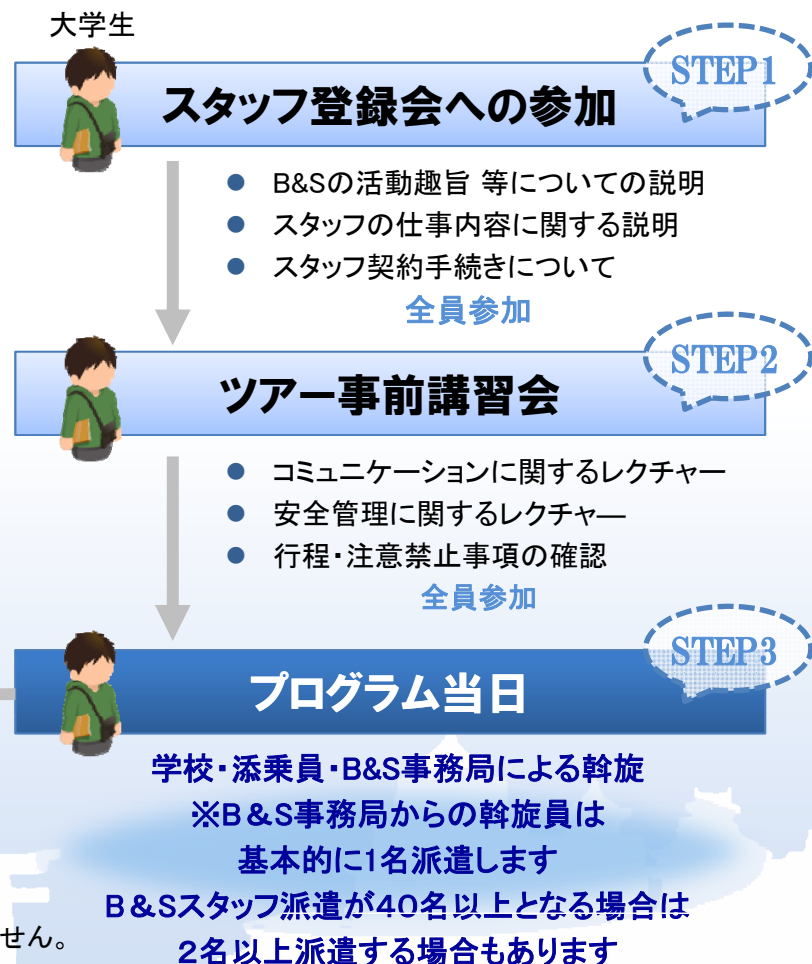 大学生
STEP1
スタッフ登録会への参加
● B&Sの活動趣旨 等についての説明
● スタッフの仕事内容に関する説明
● スタッフ契約手続きについて
全員参加
STEP2
ツアー事前講習会
● コミュニケーションに関するレクチャー
● 安全管理に関するレクチャ―
● 行程・注意禁止事項の確認
全員参加
STEP3
プログラム当日
学校・添乗員・B&S事務局による斡旋
※B＆S事務局からの斡旋員は
基本的に1名派遣します
B＆Sスタッフ派遣が40名以上となる場合は
せん。
2名以上派遣する場合もあります